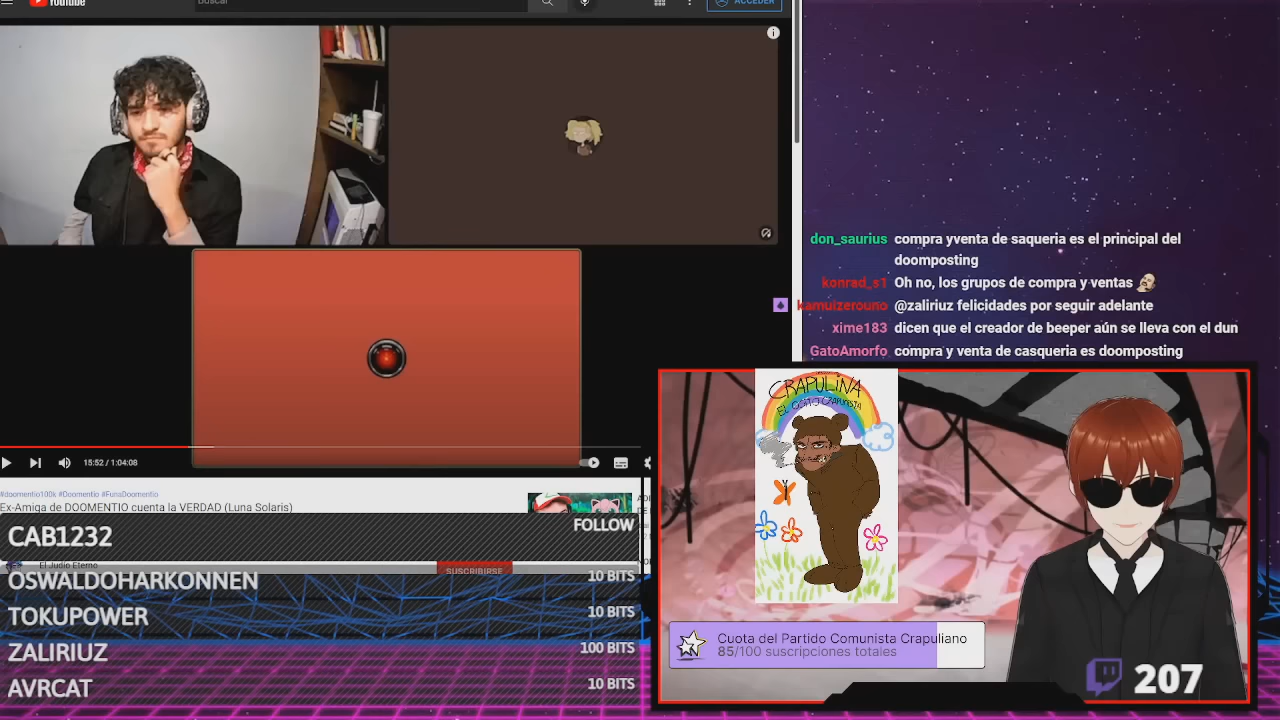 YouTube
Buscar
ACCEDER
don_saurius compra yventa de saqueria es el principal del
doomposting
konrad_s1 Oh no, los grupos de compra y ventas
kamuizerouno @zaliriuz felicidades por seguir adelante
xime183 dicen que el creador de beeper aún se lleva con el dun
GatoAmorfo compra y venta de casqueria es doomposting
CRAPULINA
15:52 / 1:04:08
#doomentio100k #Doomentio #FunaDoomentio
Ex-Amiga de DOOMENTIO cuenta la VERDAD (Luna Solaris)
CAB1232
FOLLOW
El Judio Eterno
SUSCRIBIRSE
OSWALDOHARKONNEN
10 BITS
TOKUPOWER
10 BITS
ZALIRIUZ
100 BITS
AVRCAT
10 BITS
Cuota del Partido Comunista Crapuliano
85/100 suscripciones totales
207